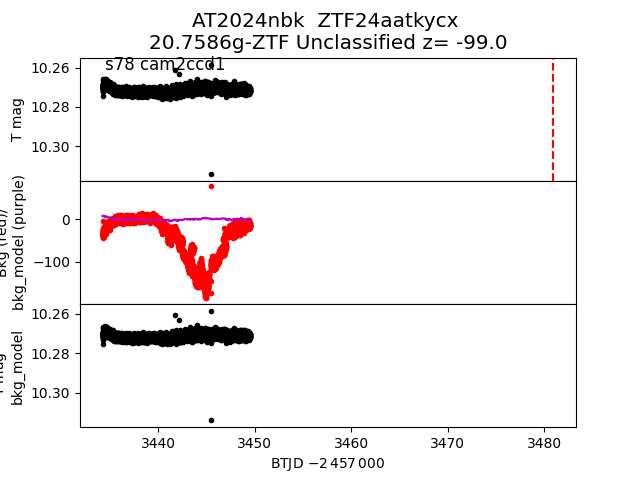 AT2024nbk  ZTF24aatkycx
20.7586g-ZTF Unclassified z= -99.0
s78 cam2ccd1
10.26
10.28
10.30
T mag
0
−100
Bkg (red)/
bkg_model (purple)
10.26
10.28
10.30
mag
bkg_model
3440 3450 3460 3470 3480
BTJD −2 457 000